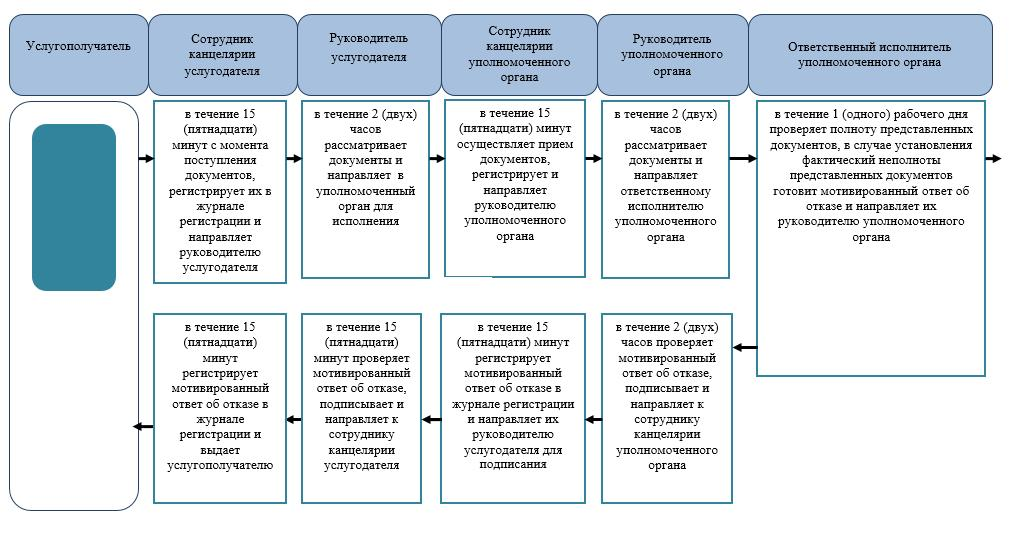 Услугополучатель
Сотрудник
канцелярии
услугодателя
Руководитель
услугодателя
Сотрудник
канцелярии
уполномоченного
органа
Руководитель
уполномоченного
органа
Ответственный исполнитель
уполномоченного органа
в течение 15
(пятнадцати)
минут с момента
поступления
документов,
регистрирует их в
журнале
регистрации и
направляет
руководителю
услугодателя
в течение 2 (двух)
часов
рассматривает
документы и
направляет в
уполномоченный
орган для
исполнения
в течение 15
(пятнадцати) минут
осуществляет прием
документов,
регистрирует и
направляет
руководителю
уполномоченного
органа
в течение 2 (двух)
часов
рассматривает
документы и
направляет
ответственному
исполнителю
уполномоченного
органа
в течение 1 (одного) рабочего дня
проверяет полноту представленных
документов, в случае установления
фактический неполноты
представленных документов
готовит мотивированный ответ об
отказе и направляет их
руководителю уполномоченного
органа
в течение 15
(пятнадцати)
минут
регистрирует
мотивированный
ответ об отказе в
журнале
регистрации и
выдает
услугополучателю
в течение 15
(пятнадцати)
минут проверяет
мотивированный
ответ об отказе,
подписывает и
направляет к
сотруднику
канцелярии
услугодателя
в течение 15
(пятнадцати) минут
регистрирует
мотивированный
ответ об отказе в
журнале регистрации
и направляет их
руководителю
услугодателя для
подписания
в течение 2 (двух)
часов проверяет
мотивированный
ответ об отказе,
подписывает и
направляет к
сотруднику
канцелярии
уполномоченного
органа